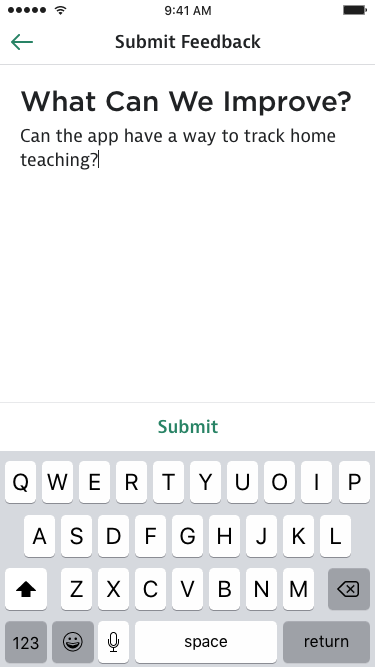 9:41 AM
Submit Feedback
What Can We Improve?
Can the app have a way to track home
teaching?
Submit
Q W E R T Y U O I P
A S D F G H J K L
Z X C V B N M
123 space return